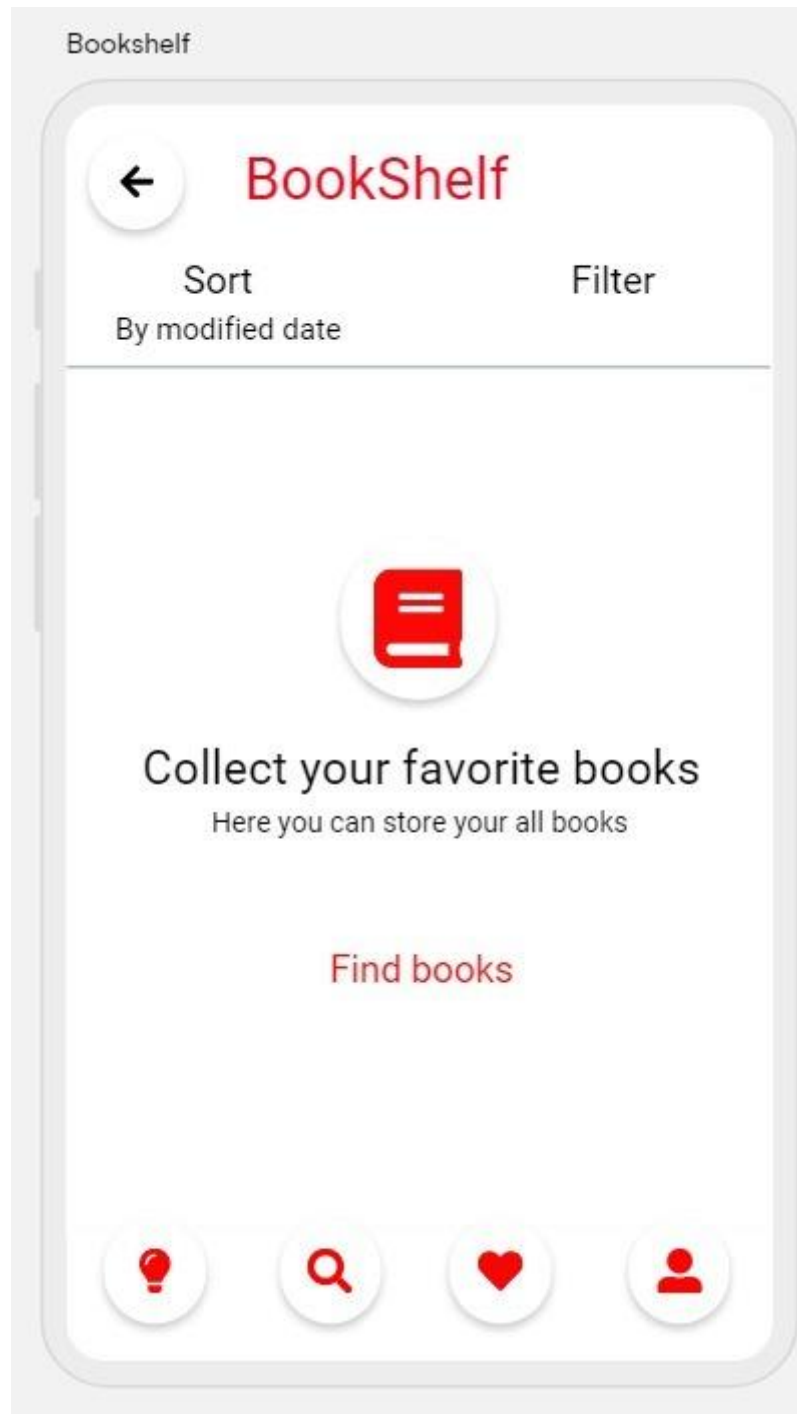 Bookshelf
BookShelf
Sort Filter
By modified date
Collect your favorite books
Here you can store your all books
Find books